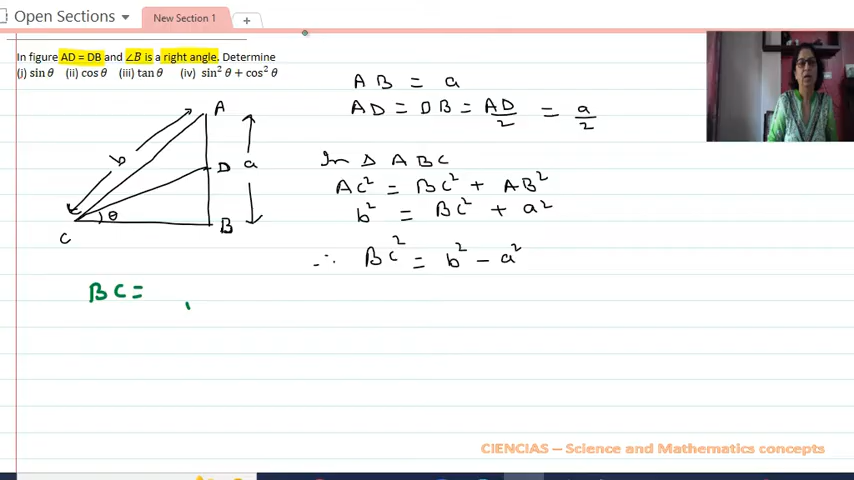 Open Sections
New Section 1
+
In figure AD = DB and ∠B is a right angle. Determine
(i) sin θ (ii) cos θ (iii) tan θ (iv) sin² θ + cos² θ
AB = a
AD = DB = AD/2 = a/2
In Δ ABC
AC² = BC² + AB²
b² = BC² + a²
∴ BC² = b² - a²
A
b
D
a
θ
B
C
BC =
CIENCIAS – Science and Mathematics concepts